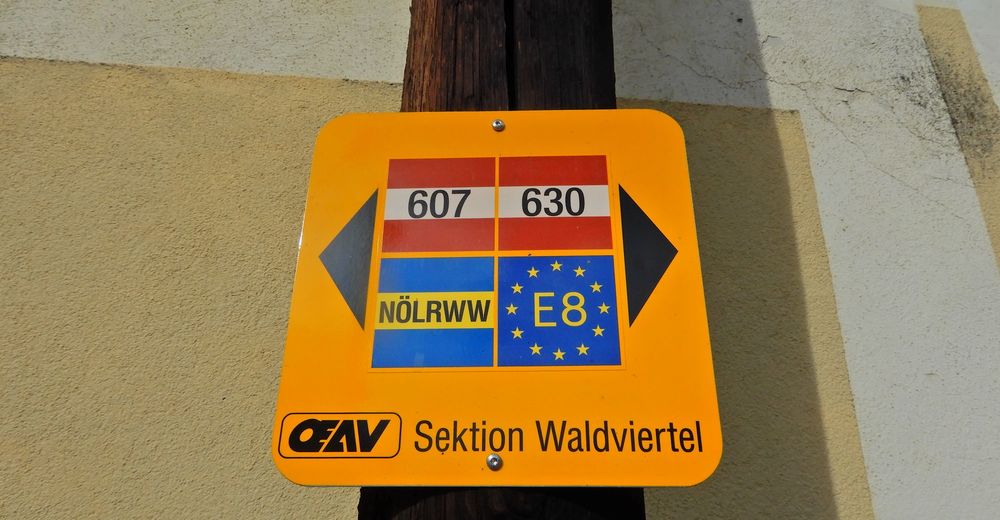 607 630
NÖLRWW E8
OEAV Sektion Waldviertel